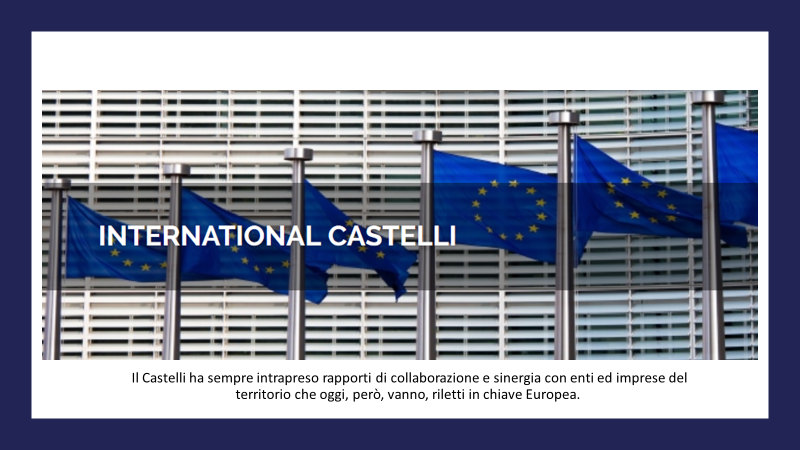 INTERNATIONAL CASTELLI
Il Castelli ha sempre intrapreso rapporti di collaborazione e sinergia con enti ed imprese del
territorio che oggi, però, vanno, riletti in chiave Europea.